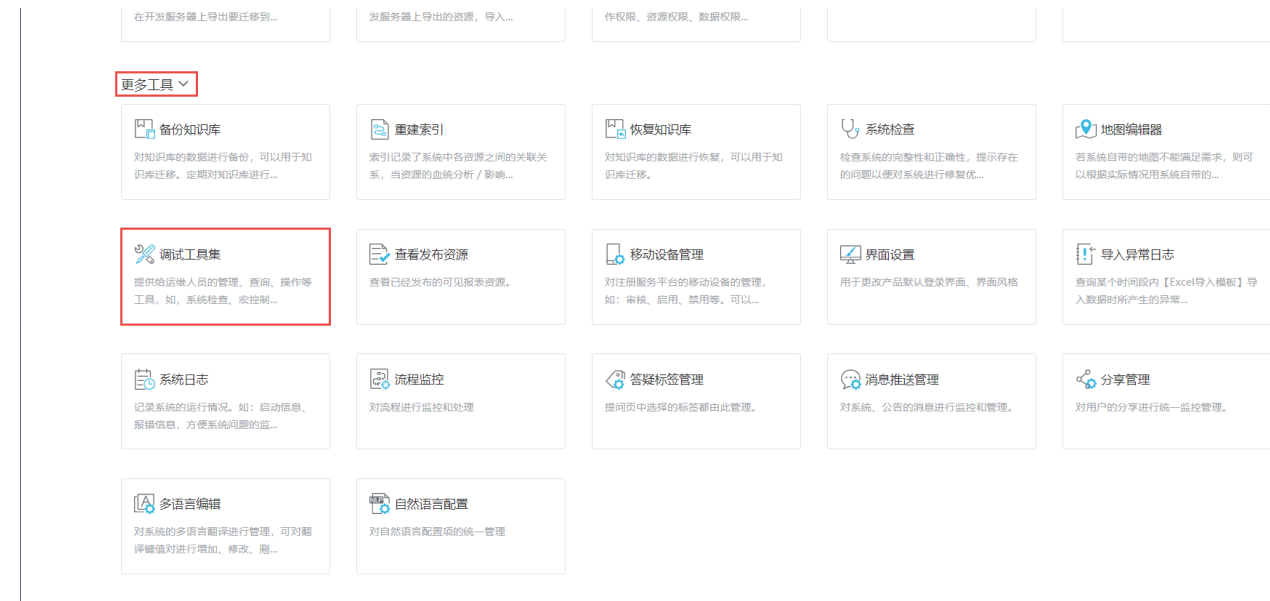 在开发服务器上导出要迁移到...
发服务器上导出的资源，导入...
作权限、资源权限、数据权限...
更多工具
备份知识库
对知识库的数据进行备份，可以用于知
识库迁移。定期对知识库进行...
重建索引
索引记录了系统中各资源之间的关联关
系，当资源的血统分析 / 影响...
恢复知识库
对知识库的数据进行恢复，可以用于知
识库迁移。
系统检查
检查系统的完整性和正确性，提示存在
的问题以便对系统进行修复优...
地图编辑器
若系统自带的地图不能满足需求，则可
以根据实际情况用系统自带的...
调试工具集
提供给运维人员的管理、查询、操作等
工具，如，系统检查、宏控制...
查看发布资源
查看已经发布的可见报表资源。
移动设备管理
对注册服务平台的移动设备的管理，
如：审核、启用、禁用等。可以...
界面设置
用于更改产品默认登录界面、界面风格
导入异常日志
查询某个时间段内【Excel导入模板】导
入数据时所产生的异常...
系统日志
记录系统的运行情况。如：启动信息、
报错信息，方便系统问题的监...
流程监控
对流程进行监控和处理
答疑标签管理
提问页中选择的标签都由此管理。
消息推送管理
对系统、公告的消息进行监控和管理。
分享管理
对用户的分享进行统一监控管理。
多语言编辑
对系统的多语言翻译进行管理，可对翻
译键值对进行增加、修改、删...
自然语言配置
对自然语言配置项的统一管理